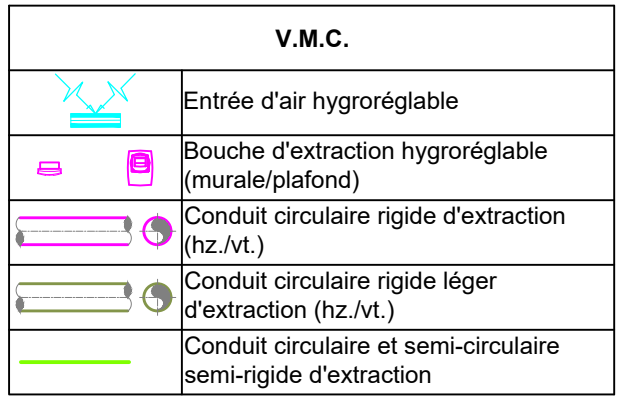 V.M.C.
Entrée d'air hygroréglable
Bouche d'extraction hygroréglable
(murale/plafond)
Conduit circulaire rigide d'extraction
(hz./vt.)
Conduit circulaire rigide léger
d'extraction (hz./vt.)
Conduit circulaire et semi-circulaire
semi-rigide d'extraction